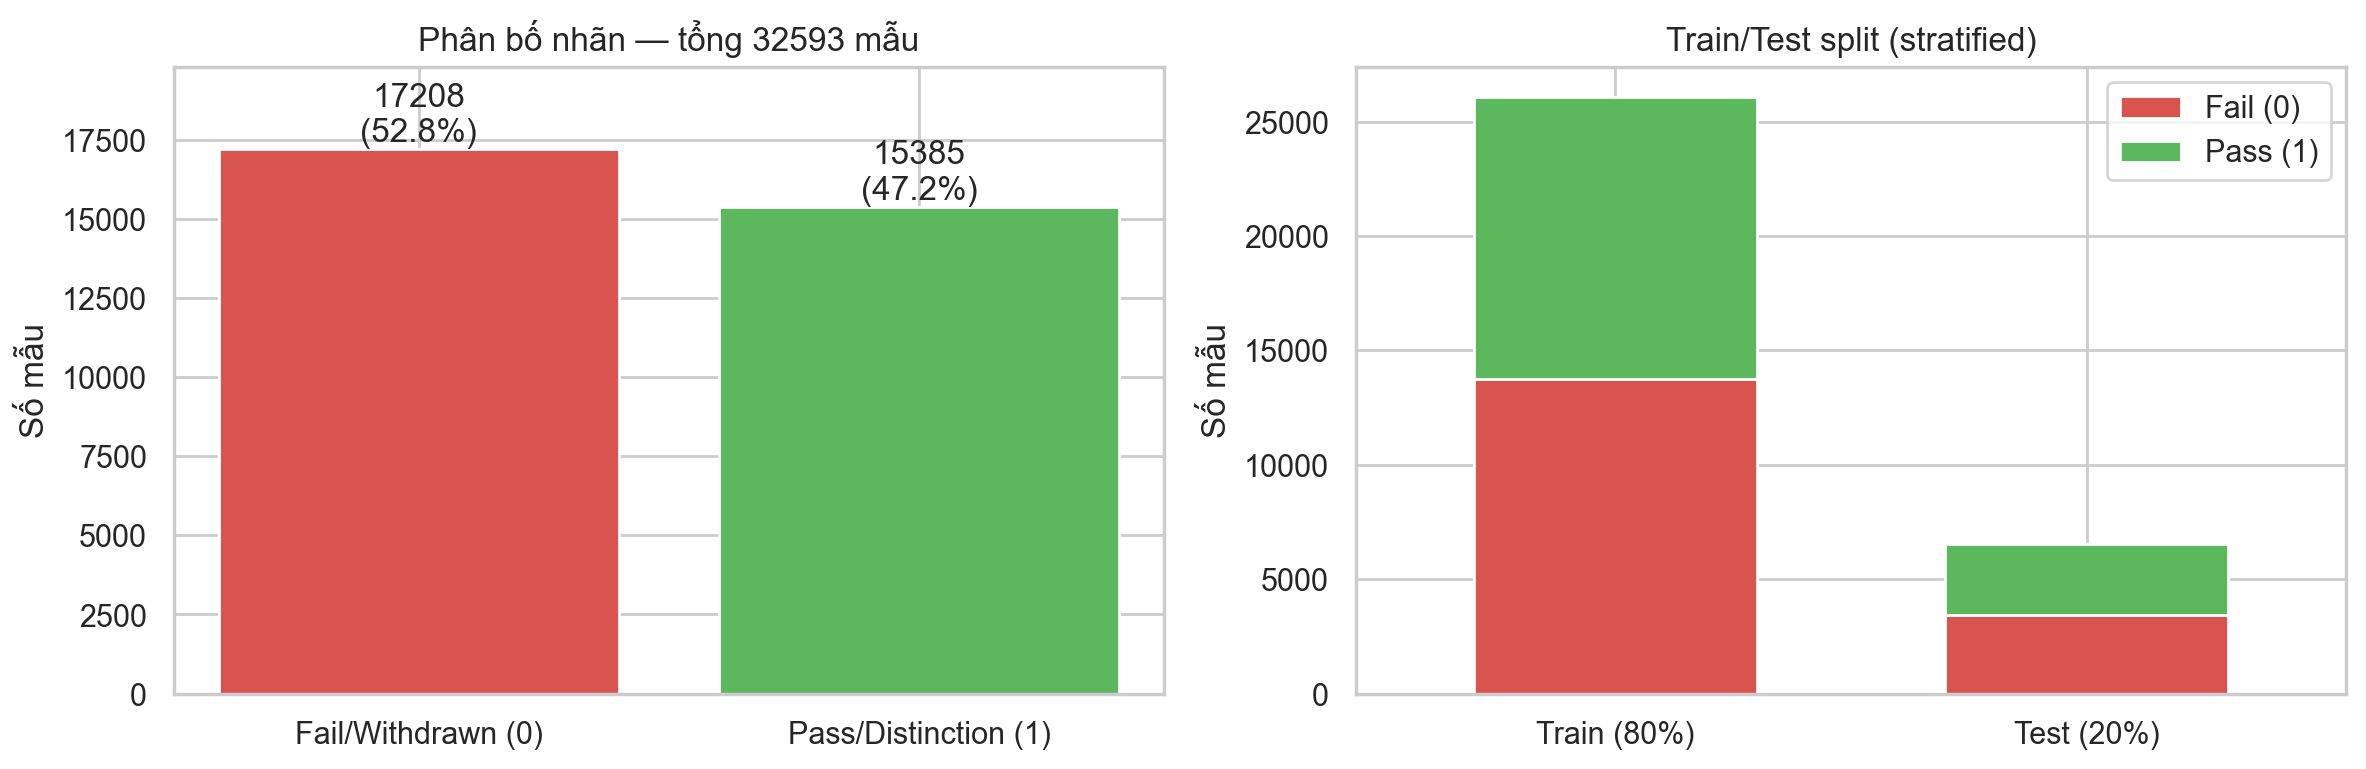 Phân bố nhãn — tổng 32593 mẫu
17208
(52.8%)
15385
(47.2%)
17500
15000
12500
10000
7500
5000
2500
0
Số mẫu
Fail/Withdrawn (0)
Pass/Distinction (1)
Train/Test split (stratified)
Fail (0)
Pass (1)
25000
20000
15000
10000
5000
0
Số mẫu
Train (80%)
Test (20%)